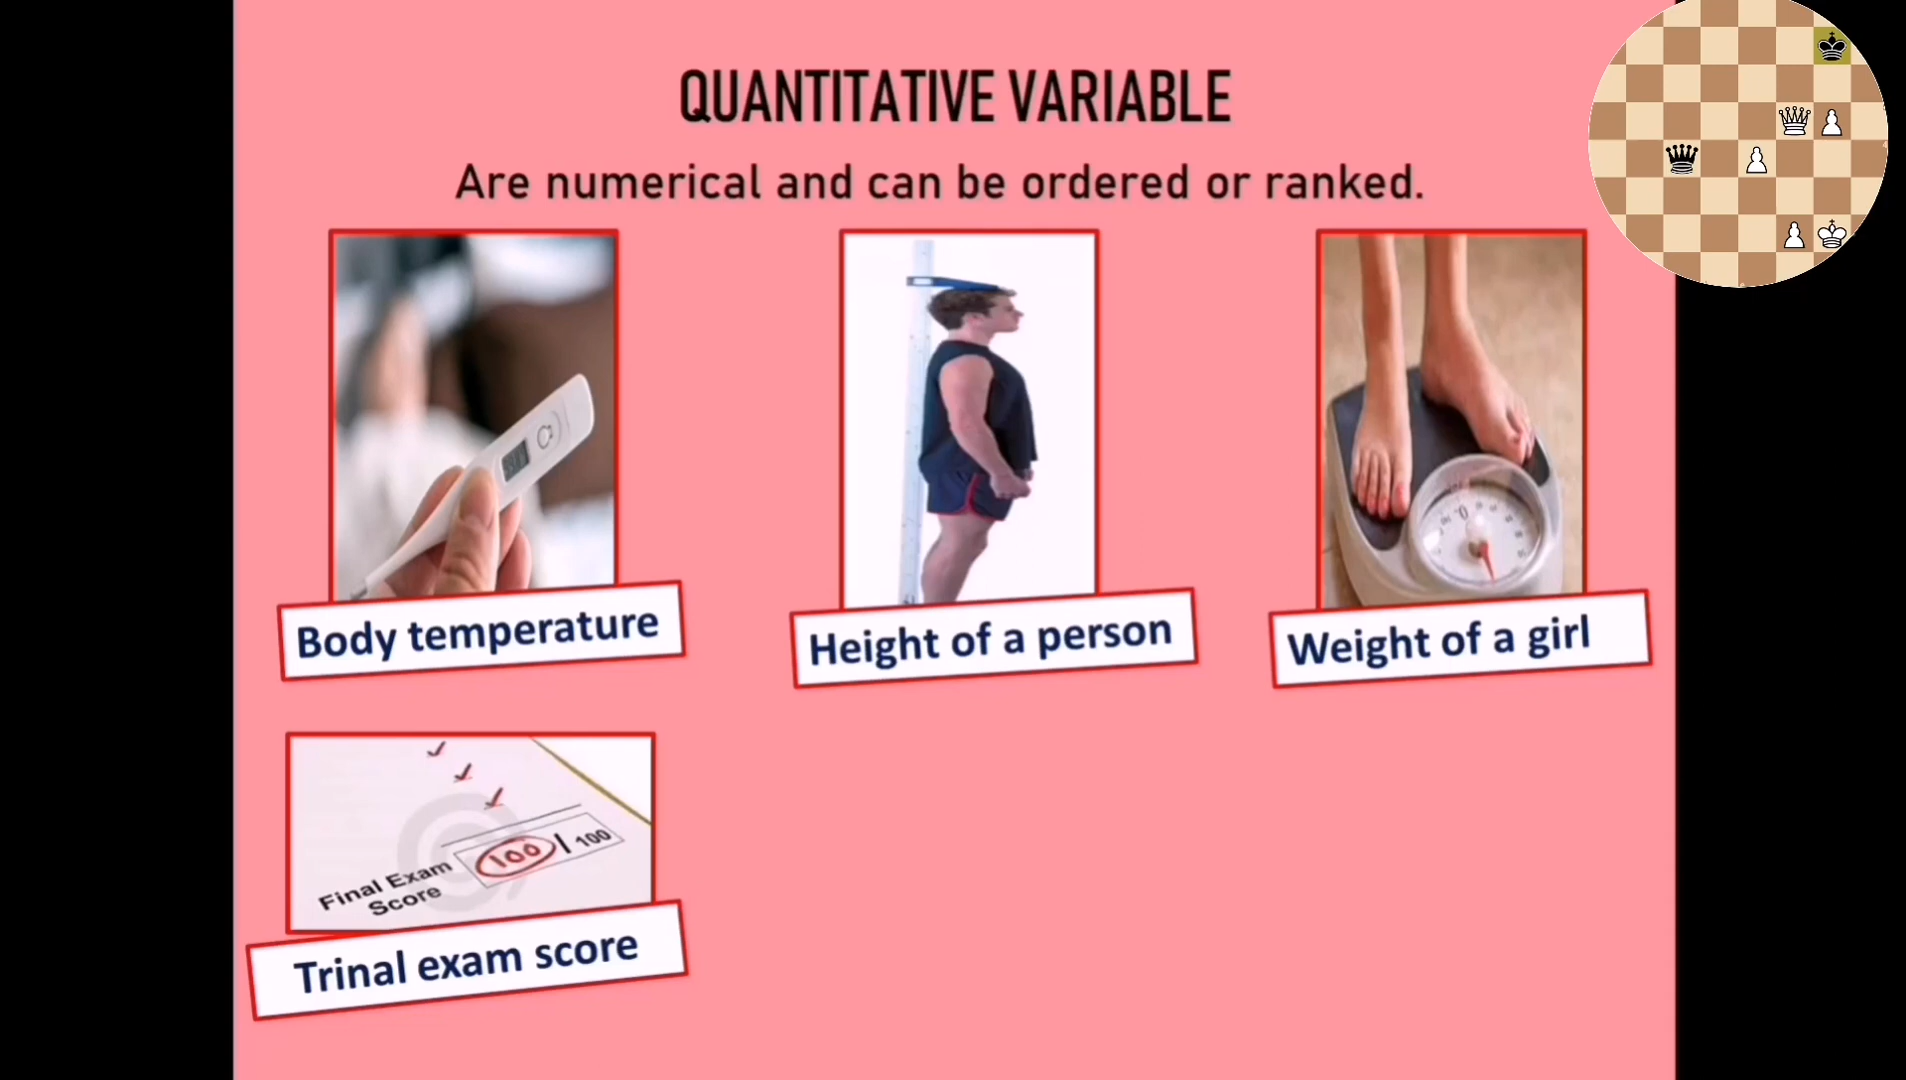 QUANTITATIVE VARIABLE
Are numerical and can be ordered or ranked.
Body temperature
Height of a person
Weight of a girl
Final Exam
Score
100 / 100
Trinal exam score